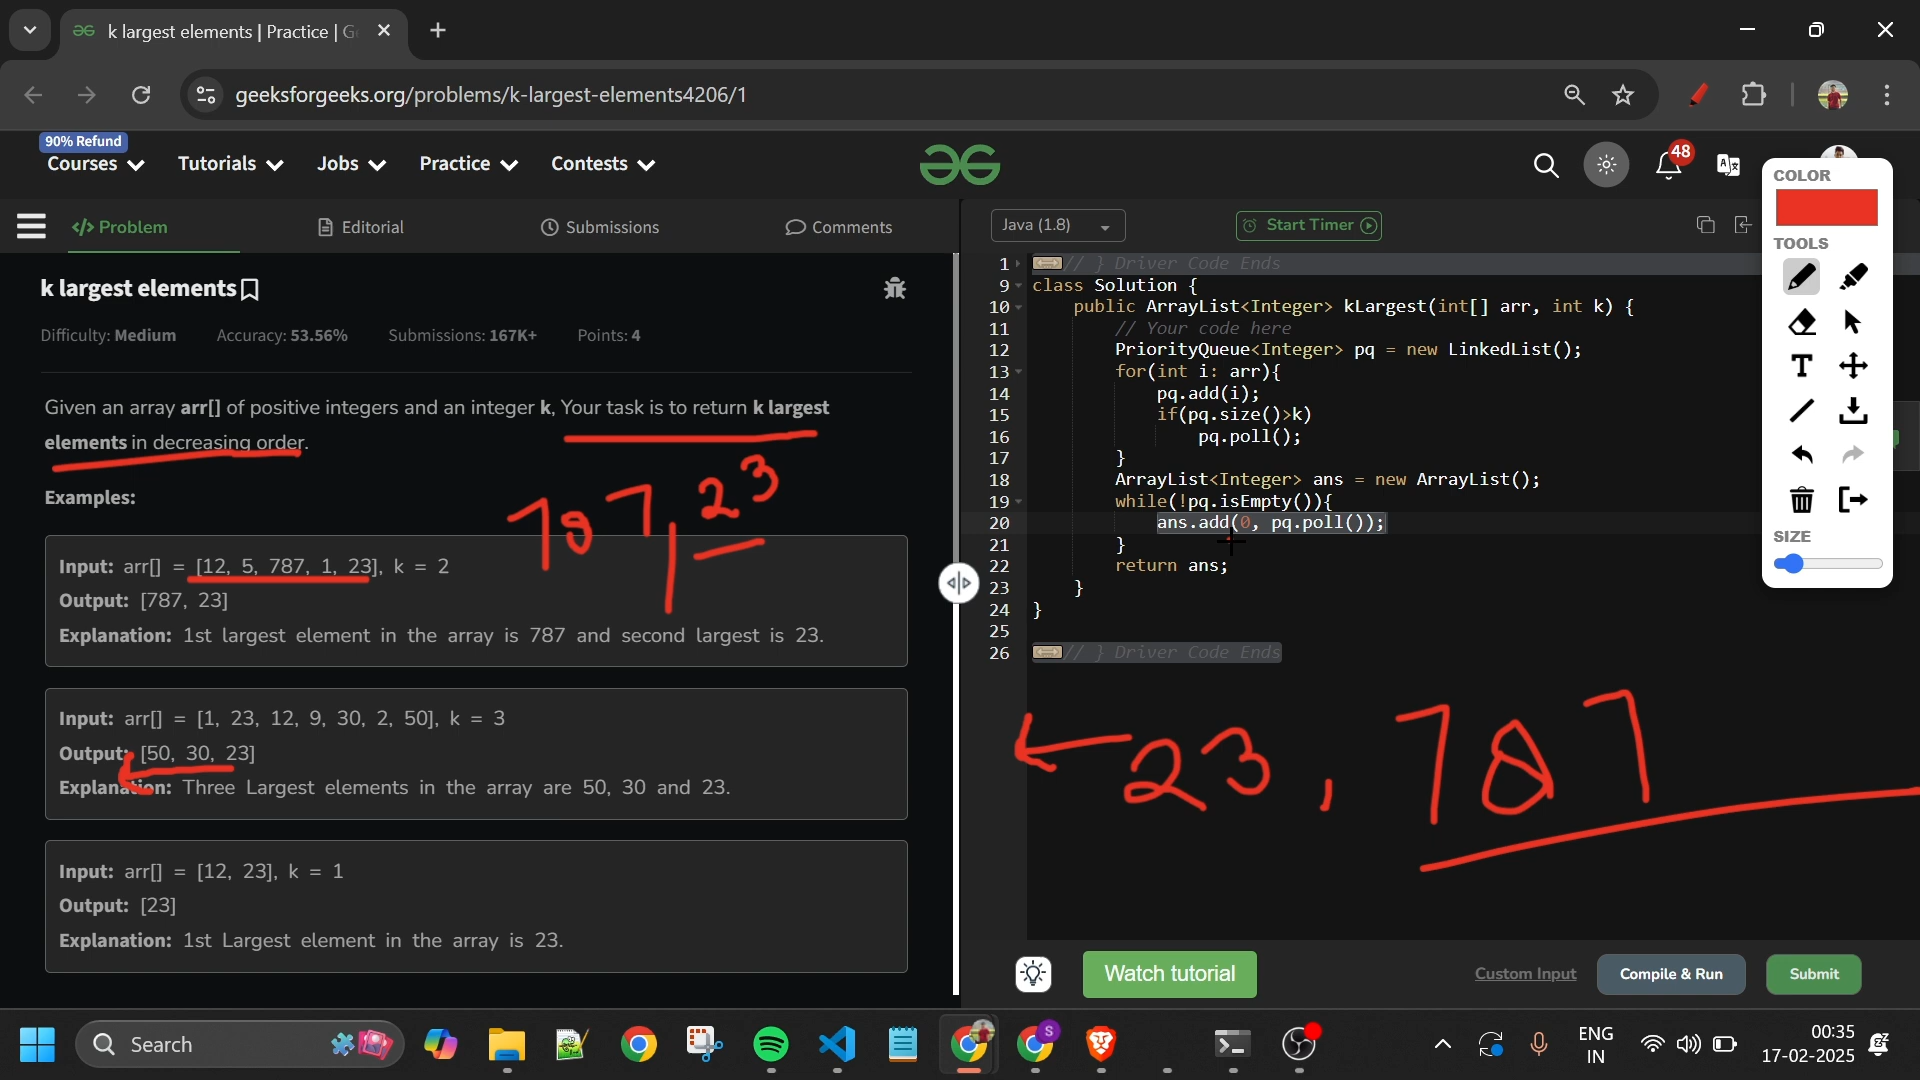 k largest elements | Practice | G
geeksforgeeks.org/problems/k-largest-elements4206/1
90% Refund
Courses Tutorials Jobs Practice Contests
48
Problem Editorial Submissions Comments
Java (1.8) Start Timer
k largest elements
Difficulty: Medium Accuracy: 53.56% Submissions: 167K+ Points: 4
Given an array arr[] of positive integers and an integer k, Your task is to return k largest
elements in decreasing order.
Examples:
787, 23
Input: arr[] = [12, 5, 787, 1, 23], k = 2
Output: [787, 23]
Explanation: 1st largest element in the array is 787 and second largest is 23.
Input: arr[] = [1, 23, 12, 9, 30, 2, 50], k = 3
Output: [50, 30, 23]
Explanation: Three Largest elements in the array are 50, 30 and 23.
Input: arr[] = [12, 23], k = 1
Output: [23]
Explanation: 1st Largest element in the array is 23.
1 // } Driver Code Ends
9 class Solution {
10 public ArrayList<Integer> kLargest(int[] arr, int k) {
11 // Your code here
12 PriorityQueue<Integer> pq = new LinkedList();
13 for(int i: arr){
14 pq.add(i);
15 if(pq.size()>k)
16 pq.poll();
17 }
18 ArrayList<Integer> ans = new ArrayList();
19 while(!pq.isEmpty()){
20 ans.add(0, pq.poll());
21 }
22 return ans;
23 }
24 }
25
26 // } Driver Code Ends
23, 787
COLOR
TOOLS
T
SIZE
Watch tutorial Custom Input Compile & Run Submit
Search
S
ENG
IN
00:35
17-02-2025